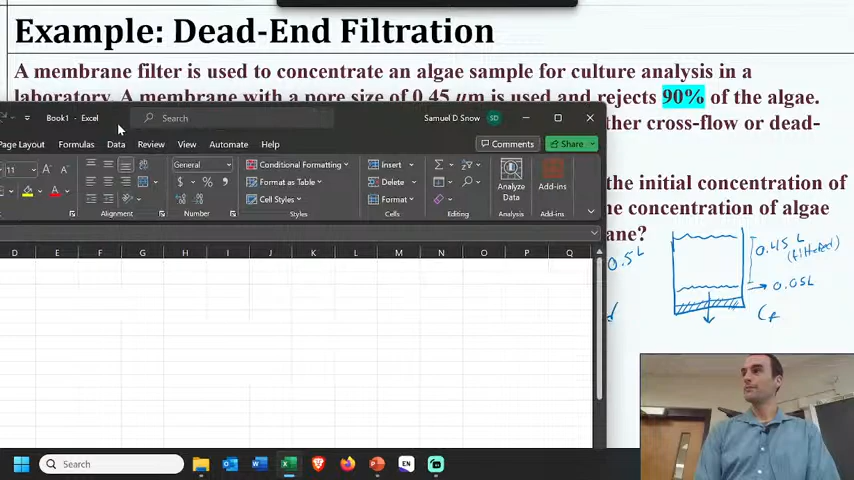 Example: Dead-End Filtration
A membrane filter is used to concentrate an algae sample for culture analysis in a
laboratory. A membrane with a pore size of 0.45 µm is used and rejects 90% of the algae.
Book1 - Excel
Search
Samuel D Snow
SD
ther cross-flow or dead-
Page Layout
Formulas
Data
Review
View
Automate
Help
Comments
Share
11
General
Conditional Formatting
Format as Table
Cell Styles
Insert
Delete
Format
Analyze
Data
Add-ins
Alignment
Number
Styles
Cells
Editing
Analysis
Add-ins
the initial concentration of
ne concentration of algae
ane?
D E F G H I J K L M N O P Q
0.5 L
0.45 L
(filtered)
0.05L
Cf
Search
EN